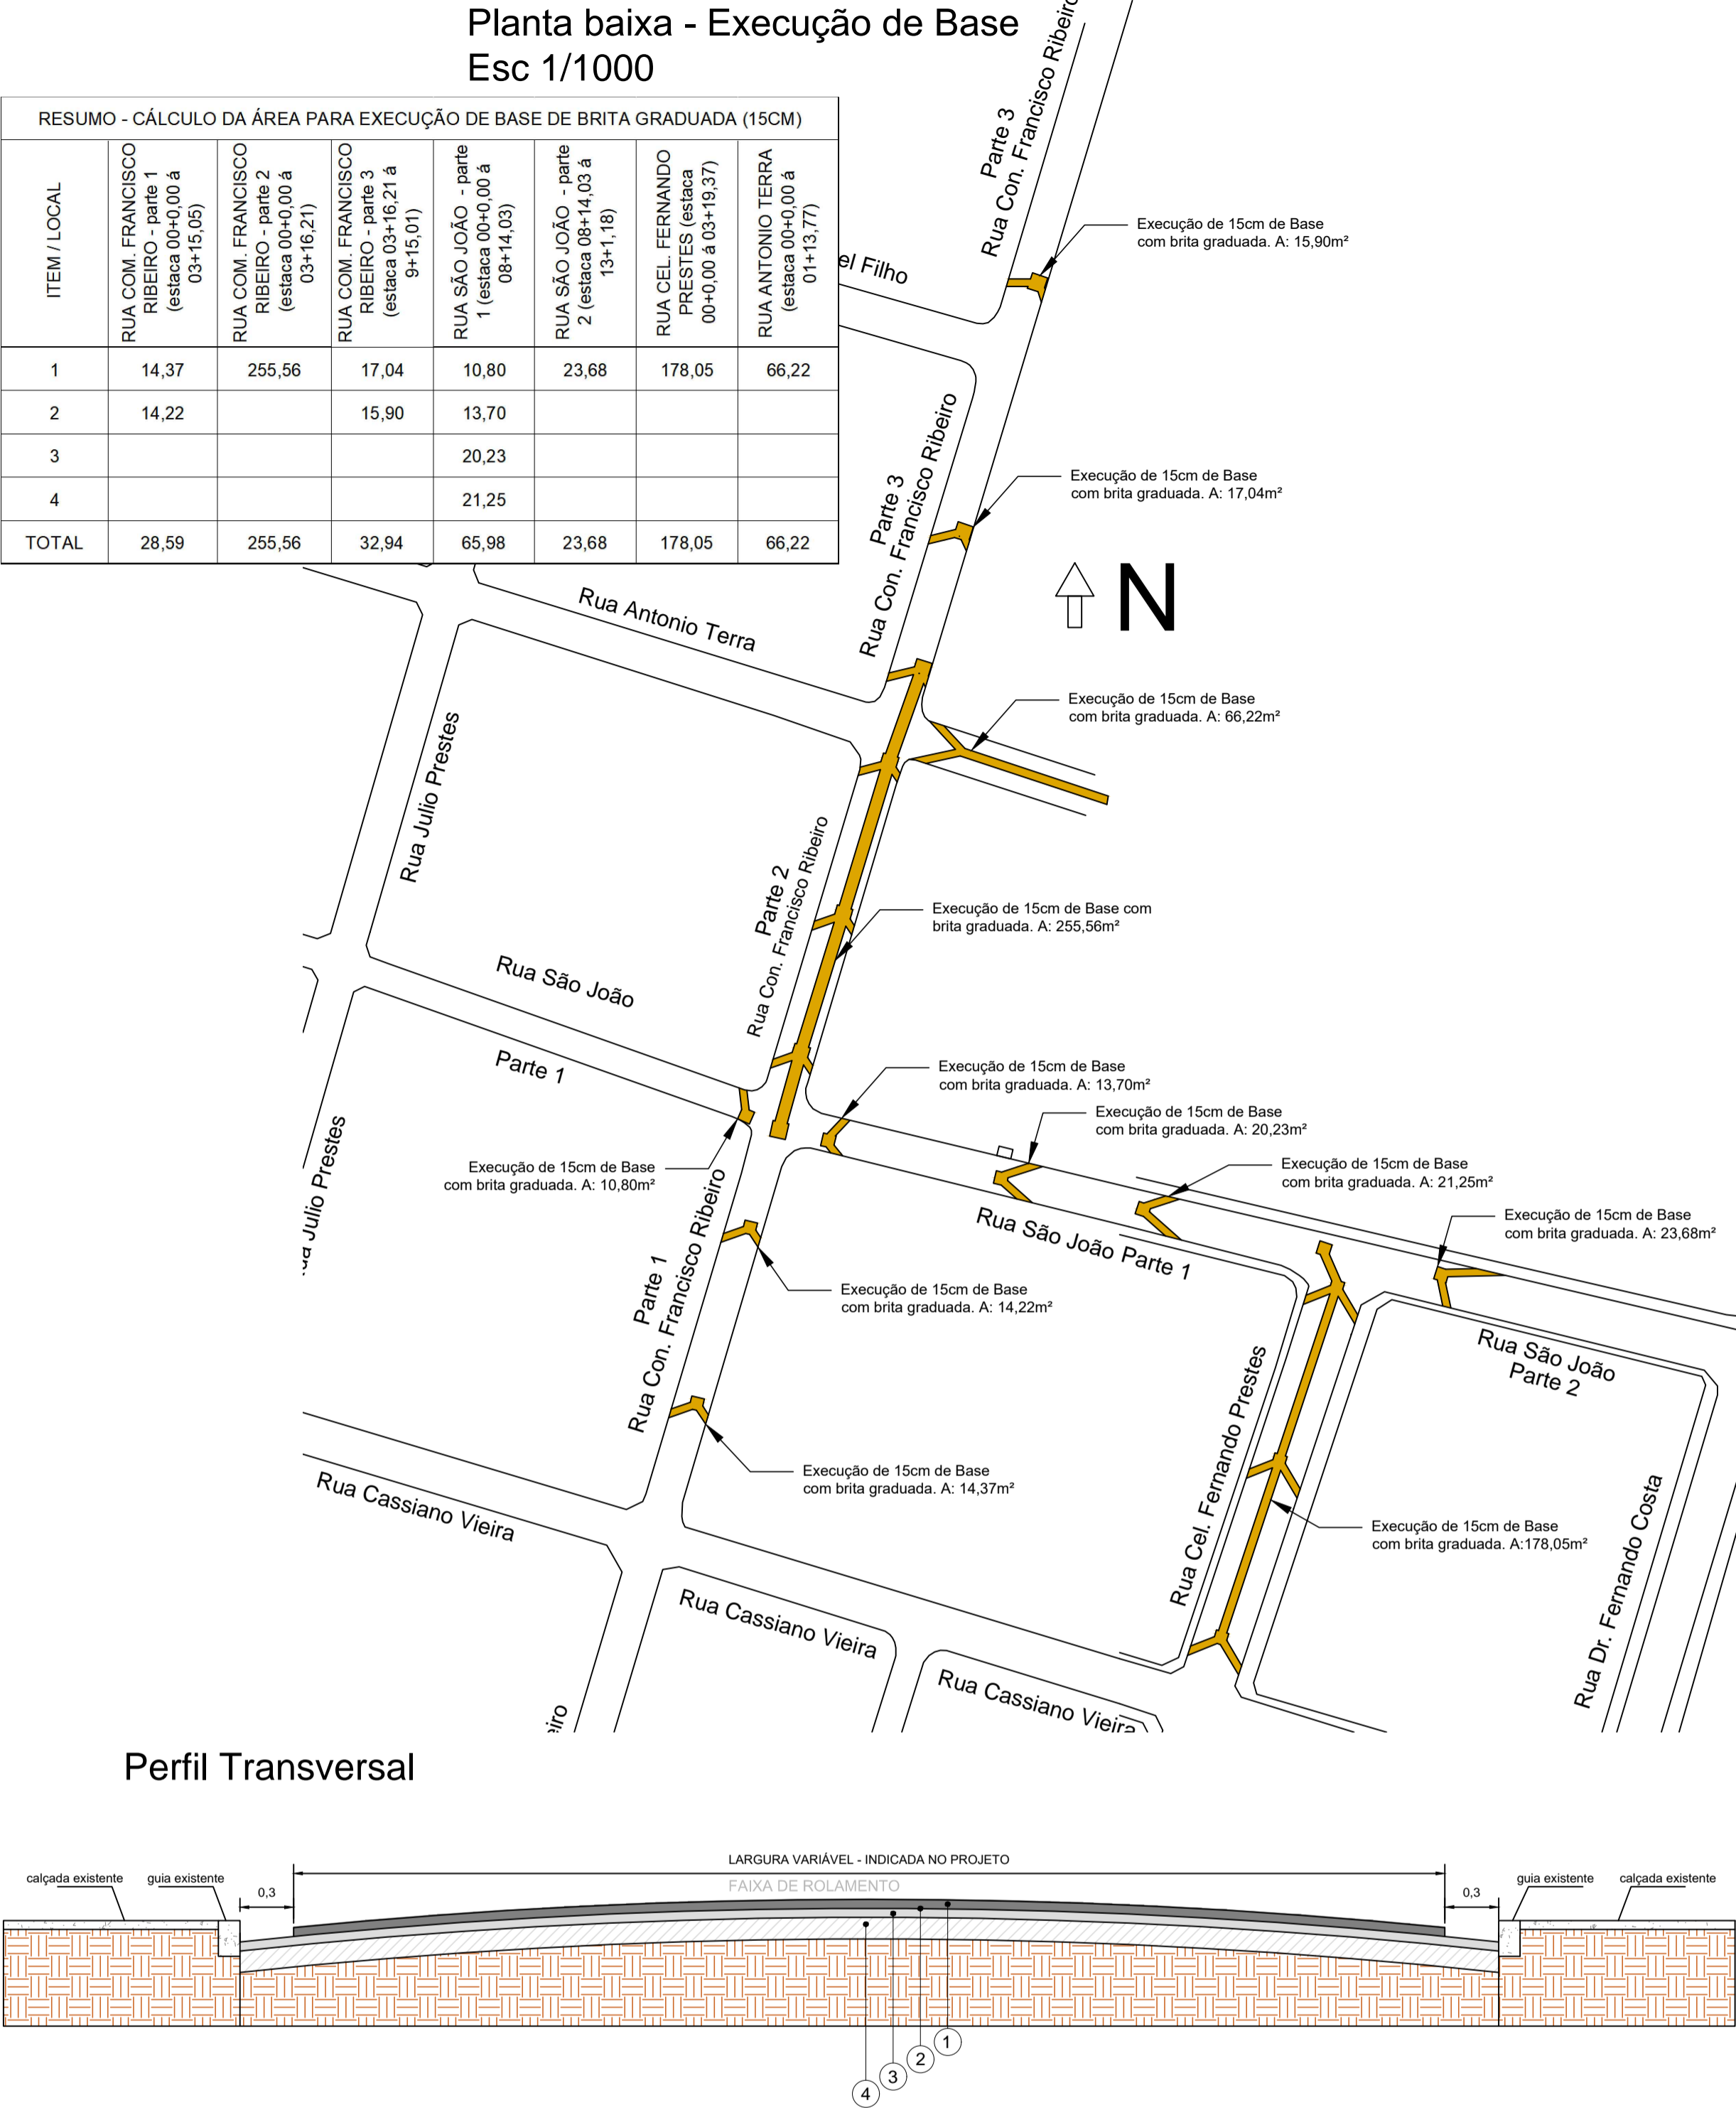 Planta baixa - Execução de Base
Esc 1/1000
RESUMO - CÁLCULO DA ÁREA PARA EXECUÇÃO DE BASE DE BRITA GRADUADA (15CM)
ITEM / LOCAL
RUA COM. FRANCISCO
RIBEIRO - parte 1
(estaca 00+0,00 á
03+15,05)
RUA COM. FRANCISCO
RIBEIRO - parte 2
(estaca 00+0,00 á
03+16,21)
RUA COM. FRANCISCO
RIBEIRO - parte 3
(estaca 03+16,21 á
9+15,01)
RUA SÃO JOÃO - parte
1 (estaca 00+0,00 á
08+14,03)
RUA SÃO JOÃO - parte
2 (estaca 08+14,03 á
13+1,18)
RUA CEL. FERNANDO
PRESTES (estaca
00+0,00 á 03+19,37)
RUA ANTONIO TERRA
(estaca 00+0,00 á
01+13,77)
1 14,37 255,56 17,04 10,80 23,68 178,05 66,22
2 14,22 15,90 13,70
3 20,23
4 21,25
TOTAL 28,59 255,56 32,94 65,98 23,68 178,05 66,22
Parte 3
Rua Con. Francisco Ribeiro
Execução de 15cm de Base
com brita graduada. A: 15,90m²
el Filho
Parte 3
Rua Con. Francisco Ribeiro
Execução de 15cm de Base
com brita graduada. A: 17,04m²
N
Rua Antonio Terra
Execução de 15cm de Base
com brita graduada. A: 66,22m²
Rua Julio Prestes
Parte 2
Rua Con. Francisco Ribeiro
Execução de 15cm de Base com
brita graduada. A: 255,56m²
Rua São João
Parte 1
Execução de 15cm de Base
com brita graduada. A: 13,70m²
Execução de 15cm de Base
com brita graduada. A: 20,23m²
Execução de 15cm de Base
com brita graduada. A: 10,80m²
Execução de 15cm de Base
com brita graduada. A: 21,25m²
Julio Prestes
Execução de 15cm de Base
com brita graduada. A: 23,68m²
Rua São João Parte 1
Parte 1
Rua Con. Francisco Ribeiro
Execução de 15cm de Base
com brita graduada. A: 14,22m²
Rua São João
Parte 2
Rua Cel. Fernando Prestes
Execução de 15cm de Base
com brita graduada. A: 14,37m²
Rua Cassiano Vieira
Execução de 15cm de Base
com brita graduada. A:178,05m²
Rua Dr. Fernando Costa
Rua Cassiano Vieira
Rua Cassiano Vieira
eiro
Perfil Transversal
LARGURA VARIÁVEL - INDICADA NO PROJETO
FAIXA DE ROLAMENTO
calçada existente guia existente 0,3
0,3 guia existente calçada existente
1
2
3
4